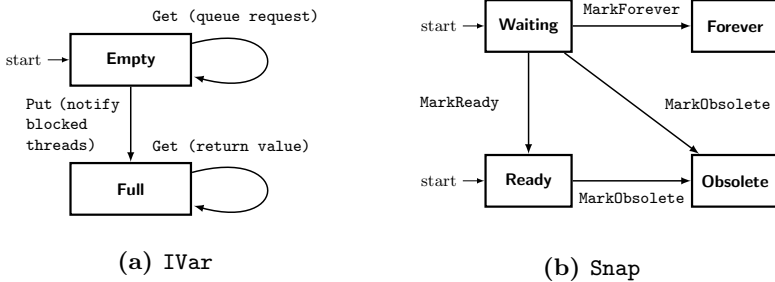 Get (queue request)
start
Empty
Put (notify
blocked
threads)
Get (return value)
Full
(a) IVar
MarkForever
start
Waiting
Forever
MarkReady
MarkObsolete
start
Ready
Obsolete
MarkObsolete
(b) Snap